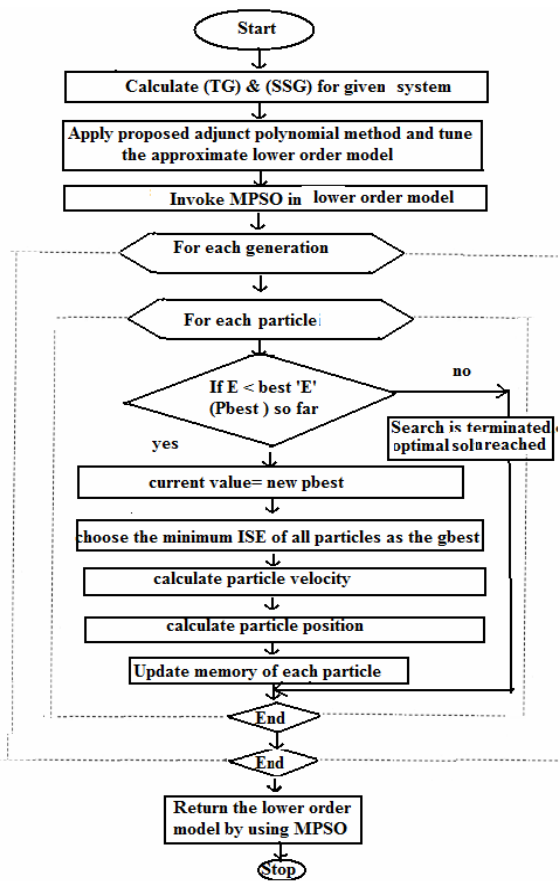 Start
Calculate (TG) & (SSG) for given system
Apply proposed adjunct polynomial method and tune
the approximate lower order model
Invoke MPSO in lower order model
For each generation
For each particle
If E < best 'E'
(Pbest ) so far
no
yes
Search is terminated
optimal sol reached
current value= new pbest
choose the minimum ISE of all particles as the gbest
calculate particle velocity
calculate particle position
Update memory of each particle
End
End
Return the lower order
model by using MPSO
Stop